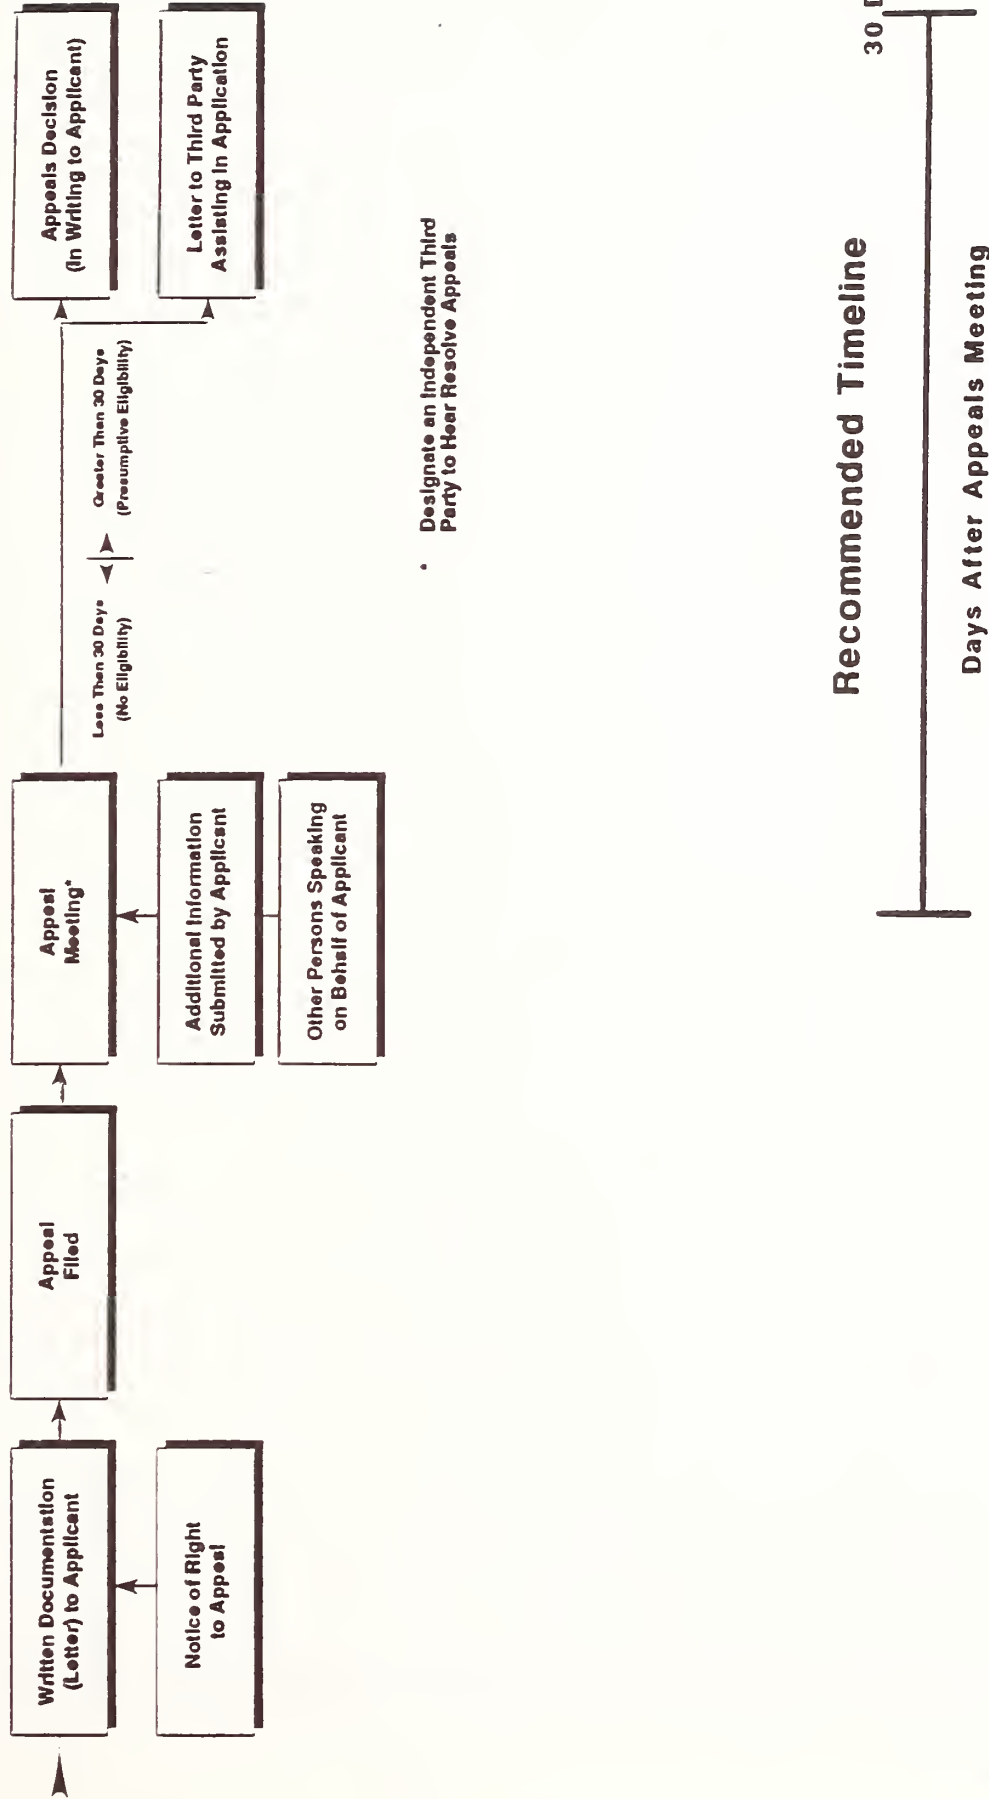 Written Documentation
(Letter) to Applicant
Notice of Right
to Appeal
Appeal
Filed
Appeal
Meeting*
Additional Information
Submitted by Applicant
Other Persons Speaking
on Behalf of Applicant
Less Than 30 Days
(No Eligibility)
Greater Than 30 Days
(Presumptive Eligibility)
Appeals Decision
(In Writing to Applicant)
Letter to Third Party
Assisting In Application
* Designate an Independent Third
Party to Hear Resolve Appeals
Recommended Timeline
30
Days After Appeals Meeting